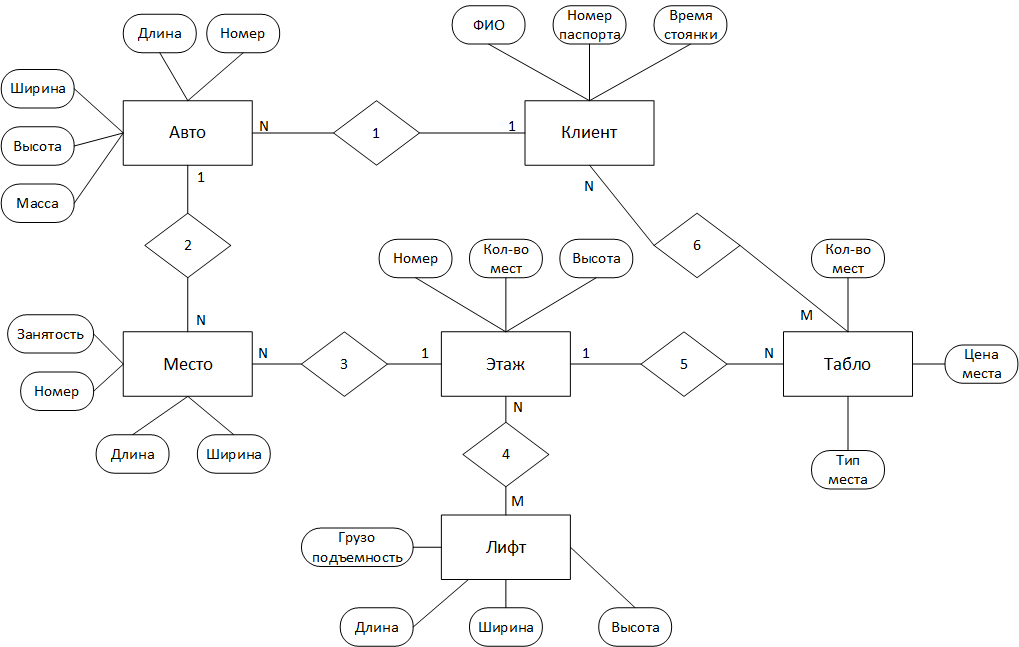 ФИО
Номер
паспорта
Время
стоянки
Длина
Номер
Ширина
Высота
Масса
Авто
N
1
1
Клиент
1
N
2
6
Номер
Кол-во
мест
Высота
Кол-во
мест
N
M
Занятость
Номер
Место
N
3
1
Этаж
1
5
N
Табло
Цена
места
N
Длина
Ширина
4
Тип
места
M
Грузо
подъемность
Лифт
Длина
Ширина
Высота